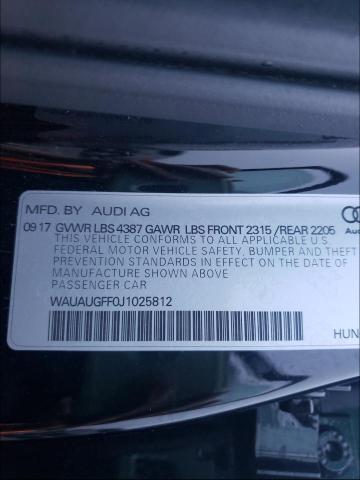 MFD. BY AUDI AG
09 17 GVWR LBS 4387 GAWR LBS FRONT 2315 /REAR 2205
THIS VEHICLE CONFORMS TO ALL APPLICABLE U.S.
FEDERAL MOTOR VEHICLE SAFETY, BUMPER AND THEFT
PREVENTION STANDARDS IN EFFECT ON THE DATE OF
MANUFACTURE SHOWN ABOVE
PASSENGER CAR
WAUAUGFF0J1025812
Aud
HUN